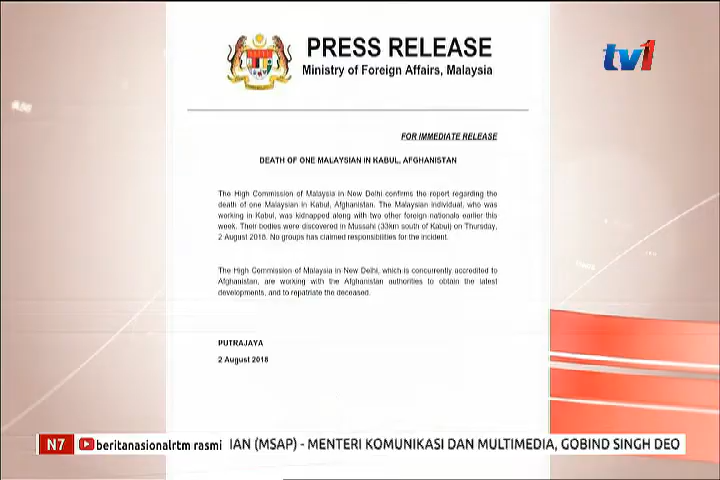 PRESS RELEASE
tv1
Ministry of Foreign Affairs, Malaysia
FOR IMMEDIATE RELEASE
DEATH OF ONE MALAYSIAN IN KABUL, AFGHANISTAN
The High Commission of Malaysia in New Delhi confirms the report regarding the
death of one Malaysian in Kabul, Afghanistan. The Malaysian individual, who was
working in Kabul, was kidnapped along with two other foreign nationals earlier this
week. Their bodies were discovered in Mussahi (33km south of Kabul) on Thursday,
2 August 2018. No groups has claimed responsibilities for the incident.
The High Commission of Malaysia in New Delhi, which is concurrently accredited to
Afghanistan, are working with the Afghanistan authorities to obtain the latest
developments, and to repatriate the deceased.
PUTRAJAYA
2 August 2018
N7 beritanasionalrtm rasmi IAN (MSAP) - MENTERI KOMUNIKASI DAN MULTIMEDIA, GOBIND SINGH DEO